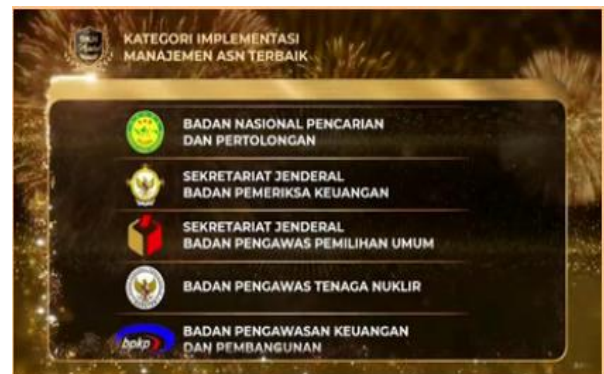 KATEGORI IMPLEMENTASI
MANAJEMEN ASN TERBAIK
BADAN NASIONAL PENCARIAN
DAN PERTOLONGAN
SEKRETARIAT JENDERAL
BADAN PEMERIKSA KEUANGAN
SEKRETARIAT JENDERAL
BADAN PENGAWAS PEMILIHAN UMUM
BADAN PENGAWAS TENAGA NUKLIR
bpkp
BADAN PENGAWASAN KEUANGAN
DAN PEMBANGUNAN